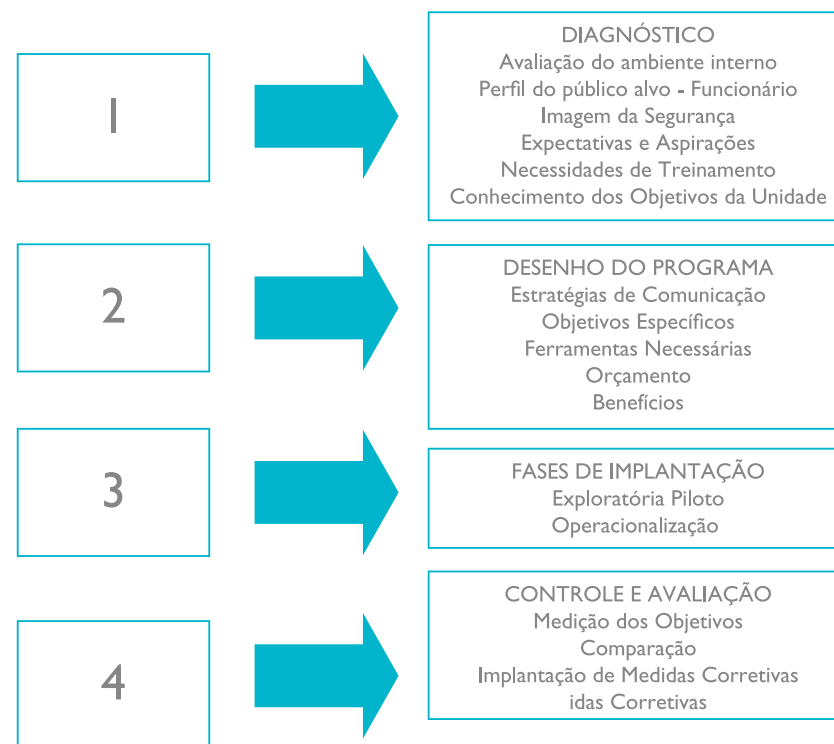 1
DIAGNÓSTICO
Avaliação do ambiente interno
Perfil do público alvo - Funcionário
Imagem da Segurança
Expectativas e Aspirações
Necessidades de Treinamento
Conhecimento dos Objetivos da Unidade
2
DESENHO DO PROGRAMA
Estratégias de Comunicação
Objetivos Específicos
Ferramentas Necessárias
Orçamento
Benefícios
3
FASES DE IMPLANTAÇÃO
Exploratória Piloto
Operacionalização
4
CONTROLE E AVALIAÇÃO
Medição dos Objetivos
Comparação
Implantação de Medidas Corretivas
idas Corretivas